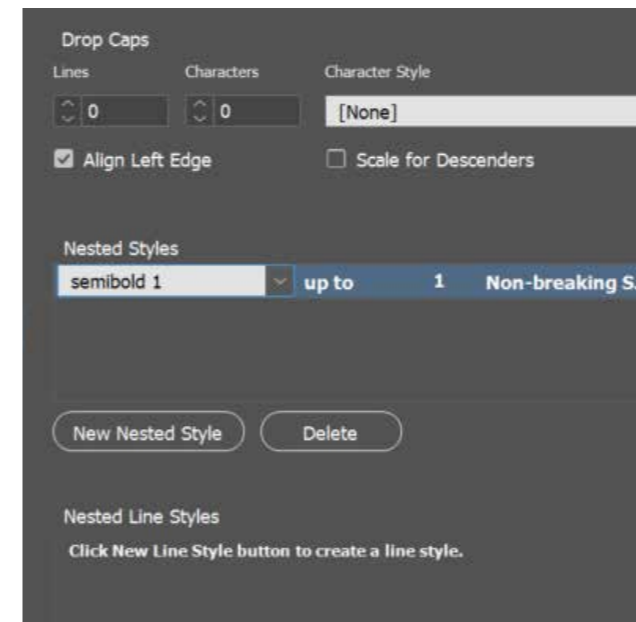 Drop Caps
Lines Characters Character Style
0 0 [None]
Align Left Edge Scale for Descenders
Nested Styles
semibold 1 up to 1 Non-breaking S
New Nested Style Delete
Nested Line Styles
Click New Line Style button to create a line style.